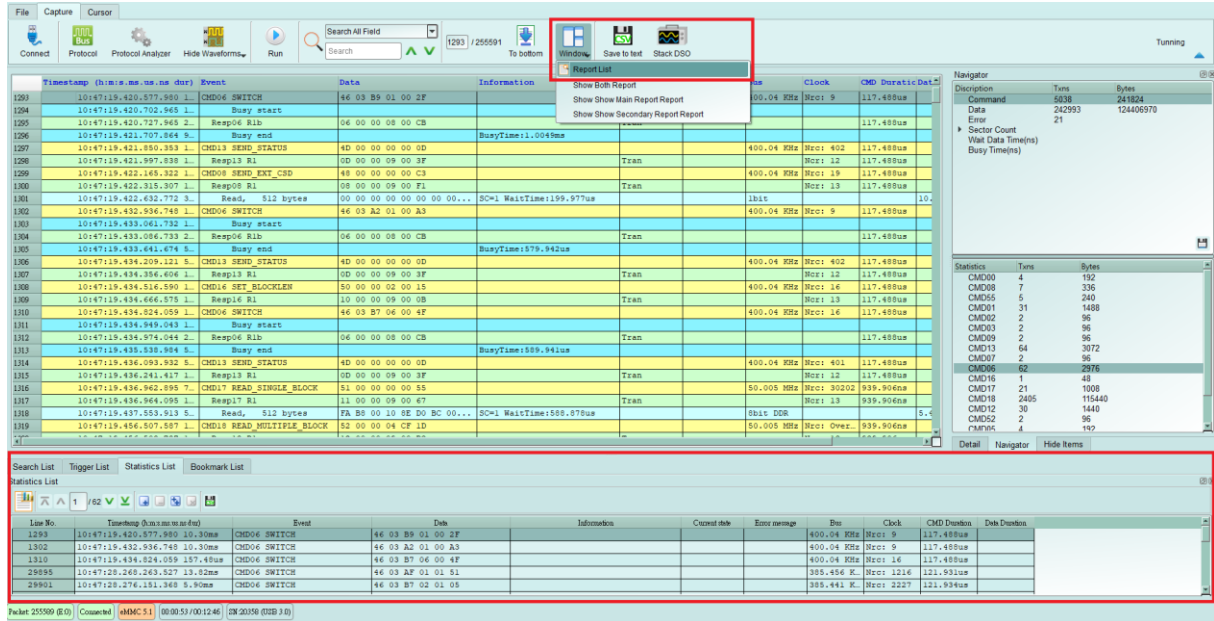 File Capture Cursor
Connect Protocol Protocol Analyzer Hide Waveforms Run Search All Field Search 1293 / 255591 To bottom Window Save to text Stack DSO Tunning
Report List
Show Both Report
Show Show Main Report Report
Show Show Secondary Report Report
Timestamp (h:m:s.ms.us.ns dur) Event Data Information Clock CMD Duratic Dat
1293 10:47:19.420.577.980 1… CMD06 SWITCH 46 03 B9 01 00 2F 400.04 KHz Nrc: 9 117.488us
1294 10:47:19.420.702.965 1… Busy start
1295 10:47:19.420.727.965 2… Resp06 R1b 06 00 00 08 00 CB Tran 117.488us
1296 10:47:19.421.707.864 9… Busy end BusyTime:1.0049ms
1297 10:47:19.421.850.353 1… CMD13 SEND_STATUS 4D 00 00 00 00 0D 400.04 KHz Nrc: 402 117.488us
1298 10:47:19.421.997.838 1… Resp13 R1 0D 00 00 09 00 3F Tran Ncr: 12 117.488us
1299 10:47:19.422.165.322 1… CMD08 SEND_EXT_CSD 48 00 00 00 00 C3 400.04 KHz Nrc: 19 117.488us
1300 10:47:19.422.315.307 1… Resp08 R1 08 00 00 09 00 F1 Tran Ncr: 13 117.488us
1301 10:47:19.422.632.772 3… Read, 512 bytes 00 00 00 00 00 00 00... SC=1 WaitTime:199.977us 1bit 10.
1302 10:47:19.432.936.748 1… CMD06 SWITCH 46 03 A2 01 00 A3 400.04 KHz Nrc: 9 117.488us
1303 10:47:19.433.061.732 1… Busy start
1304 10:47:19.433.086.733 2… Resp06 R1b 06 00 00 08 00 CB Tran 117.488us
1305 10:47:19.433.641.674 5… Busy end BusyTime:579.942us
1306 10:47:19.434.209.121 5… CMD13 SEND_STATUS 4D 00 00 00 00 0D 400.04 KHz Nrc: 402 117.488us
1307 10:47:19.434.356.606 1… Resp13 R1 0D 00 00 09 00 3F Tran Ncr: 12 117.488us
1308 10:47:19.434.516.590 1… CMD16 SET_BLOCKLEN 50 00 00 02 00 15 400.04 KHz Nrc: 16 117.488us
1309 10:47:19.434.666.575 1… Resp16 R1 10 00 00 09 00 0B Tran Ncr: 13 117.488us
1310 10:47:19.434.824.059 1… CMD06 SWITCH 46 03 B7 06 00 4F 400.04 KHz Nrc: 16 117.488us
1311 10:47:19.434.949.043 1… Busy start
1312 10:47:19.434.974.044 2… Resp06 R1b 06 00 00 08 00 CB Tran 117.488us
1313 10:47:19.435.538.984 5… Busy end BusyTime:589.941us
1314 10:47:19.436.093.932 5… CMD13 SEND_STATUS 4D 00 00 00 00 0D 400.04 KHz Nrc: 401 117.488us
1315 10:47:19.436.241.417 1… Resp13 R1 0D 00 00 09 00 3F Tran Ncr: 12 117.488us
1316 10:47:19.436.962.895 7… CMD17 READ_SINGLE_BLOCK 51 00 00 00 00 55 50.005 MHz Nrc: 30202 939.906ns
1317 10:47:19.436.964.095 1… Resp17 R1 11 00 00 09 00 67 Tran Ncr: 13 939.906ns
1318 10:47:19.437.553.913 5… Read, 512 bytes FA B8 00 10 8E D0 BC 00... SC=1 WaitTime:588.878us 8bit DDR 5.4
1319 10:47:19.456.507.587 1… CMD18 READ_MULTIPLE_BLOCK 52 00 00 04 CF 1D 50.005 MHz Nrc: Over… 939.906ns
Navigator
Discription Txns Bytes
Command 5038 241824
Data 242993 124406970
Error 21
Sector Count
Wait Data Time(ns)
Busy Time(ns)
Statistics Txns Bytes
CMD00 4 192
CMD08 7 336
CMD55 5 240
CMD01 31 1488
CMD02 2 96
CMD03 2 96
CMD09 2 96
CMD13 64 3072
CMD07 2 96
CMD06 62 2976
CMD16 1 48
CMD17 21 1008
CMD18 2405 115440
CMD12 30 1440
CMD52 2 96
CMD05 4 192
Detail Navigator Hide Items
Search List Trigger List Statistics List Bookmark List
Statistics List
1 / 62
Line No. Timestamp (h:m:s.ms.us.ns dur) Event Data Information Current state Error message Bus Clock CMD Duration Data Duration
1293 10:47:19.420.577.980 10.30ms CMD06 SWITCH 46 03 B9 01 00 2F 400.04 KHz Nrc: 9 117.488us
1302 10:47:19.432.936.748 10.30ms CMD06 SWITCH 46 03 A2 01 00 A3 400.04 KHz Nrc: 9 117.488us
1310 10:47:19.434.824.059 157.48us CMD06 SWITCH 46 03 B7 06 00 4F 400.04 KHz Nrc: 16 117.488us
29895 10:47:28.268.263.527 13.82ms CMD06 SWITCH 46 03 AF 01 01 51 385.456 K… Nrc: 1216 121.931us
29901 10:47:28.276.151.368 5.90ms CMD06 SWITCH 46 03 B7 02 01 05 385.441 K… Nrc: 2227 121.934us
Packet: 255589 (E:0) Connected eMMC 5.1 00:00:53 / 00:12:46 SN:20358 (USB 3.0)